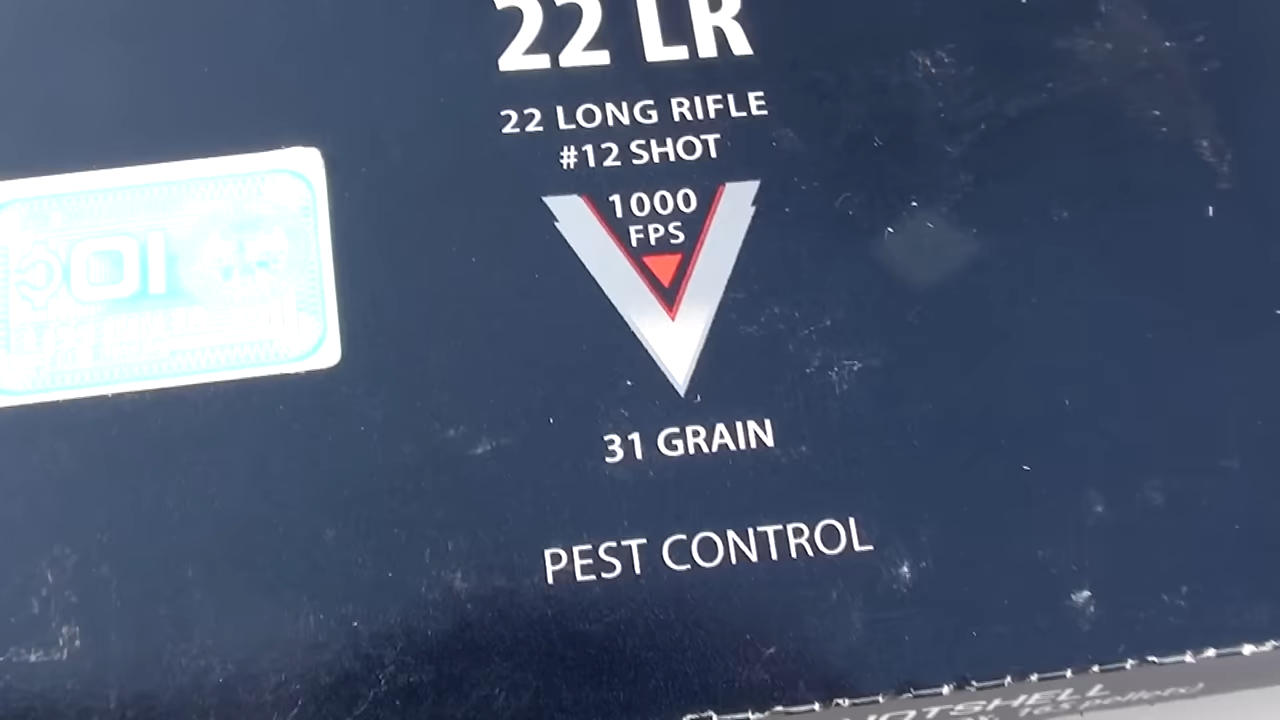 22 LR
22 LONG RIFLE
#12 SHOT
1000
FPS
31 GRAIN
PEST CONTROL